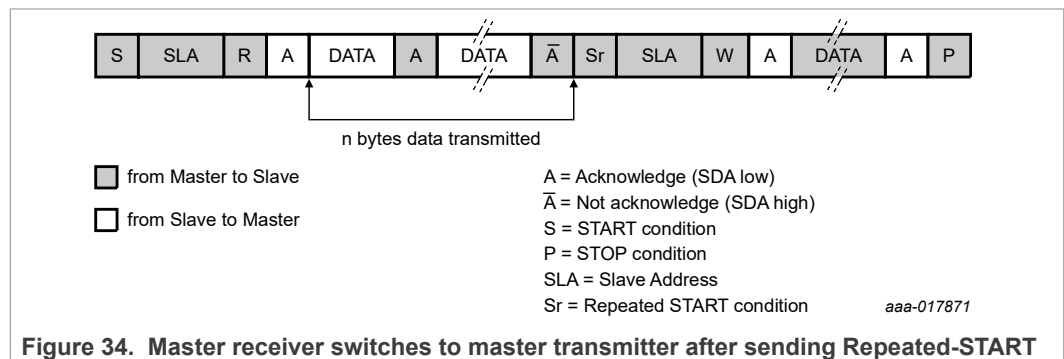 S SLA R A DATA A DATA A̅ Sr SLA W A DATA A P
n bytes data transmitted
from Master to Slave
from Slave to Master
A = Acknowledge (SDA low)
A̅ = Not acknowledge (SDA high)
S = START condition
P = STOP condition
SLA = Slave Address
Sr = Repeated START condition
aaa-017871
Figure 34. Master receiver switches to master transmitter after sending Repeated-START